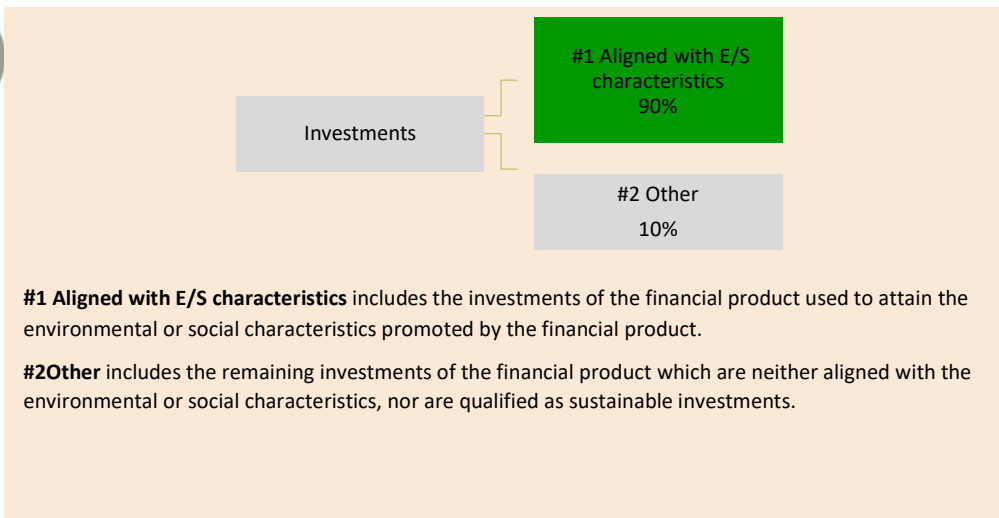 #1 Aligned with E/S
characteristics
90%
Investments
#2 Other
10%
#1 Aligned with E/S characteristics includes the investments of the financial product used to attain the
environmental or social characteristics promoted by the financial product.
#2Other includes the remaining investments of the financial product which are neither aligned with the
environmental or social characteristics, nor are qualified as sustainable investments.